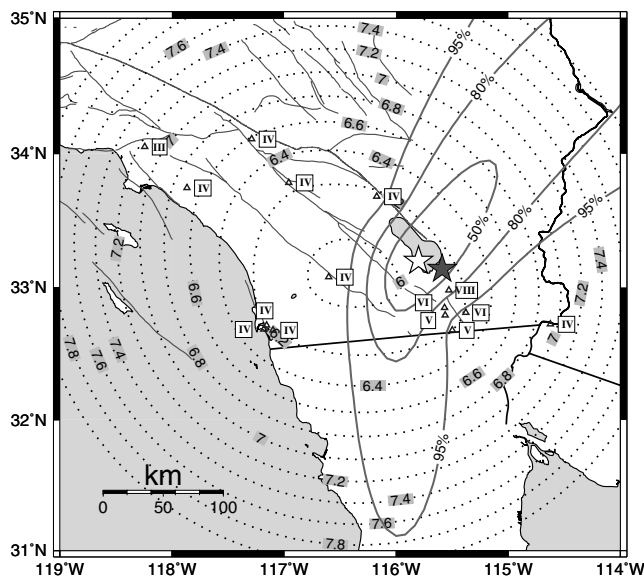 35°N
7.4
95%
7.6
7.4
7
80%
6.8
6.6
7
IV
34°N
III
6.4
6.4
IV
IV
IV
50%
80%
95%
7.2
7.4
33°N
IV
6
6.6
VIII
7.2
VI
IV
VI
IV
IV
V
V
IV
7
7.8
7.6
7.4
6.8
6.4
6.6
6.8
32°N
7
95%
km
7.2
7.4
0
50
100
7.6
7.8
31°N
119°W
118°W
117°W
116°W
115°W
114°W